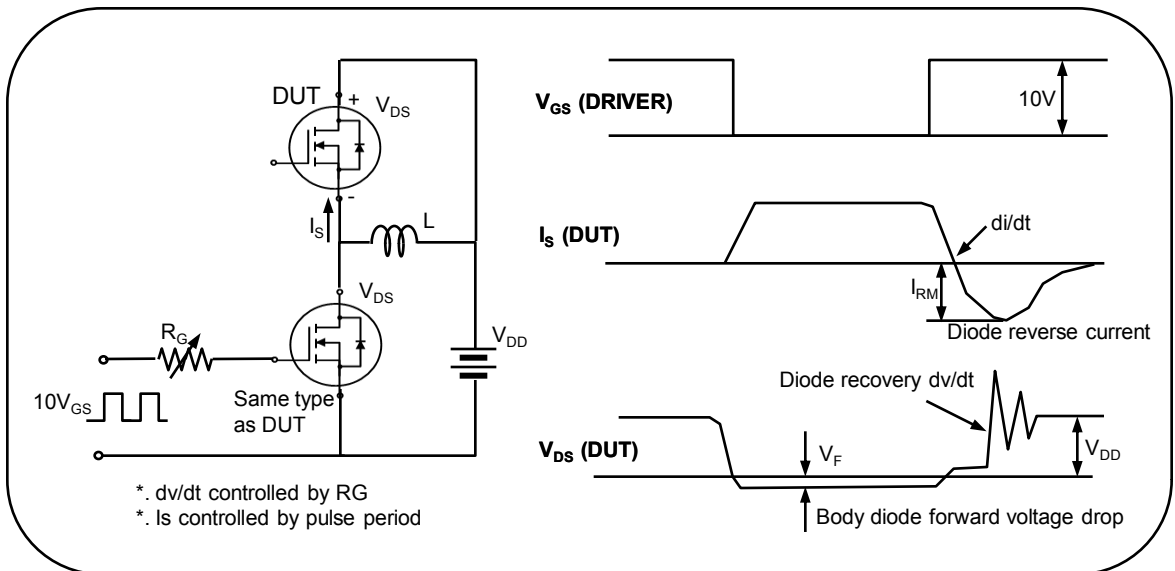 DUT
+
V_DS
-
I_S
L
V_DS
R_G
V_DD
10V_GS
Same type
as DUT
*. dv/dt controlled by RG
*. Is controlled by pulse period
V_GS (DRIVER)
10V
I_S (DUT)
di/dt
I_RM
Diode reverse current
Diode recovery dv/dt
V_DS (DUT)
V_F
V_DD
Body diode forward voltage drop